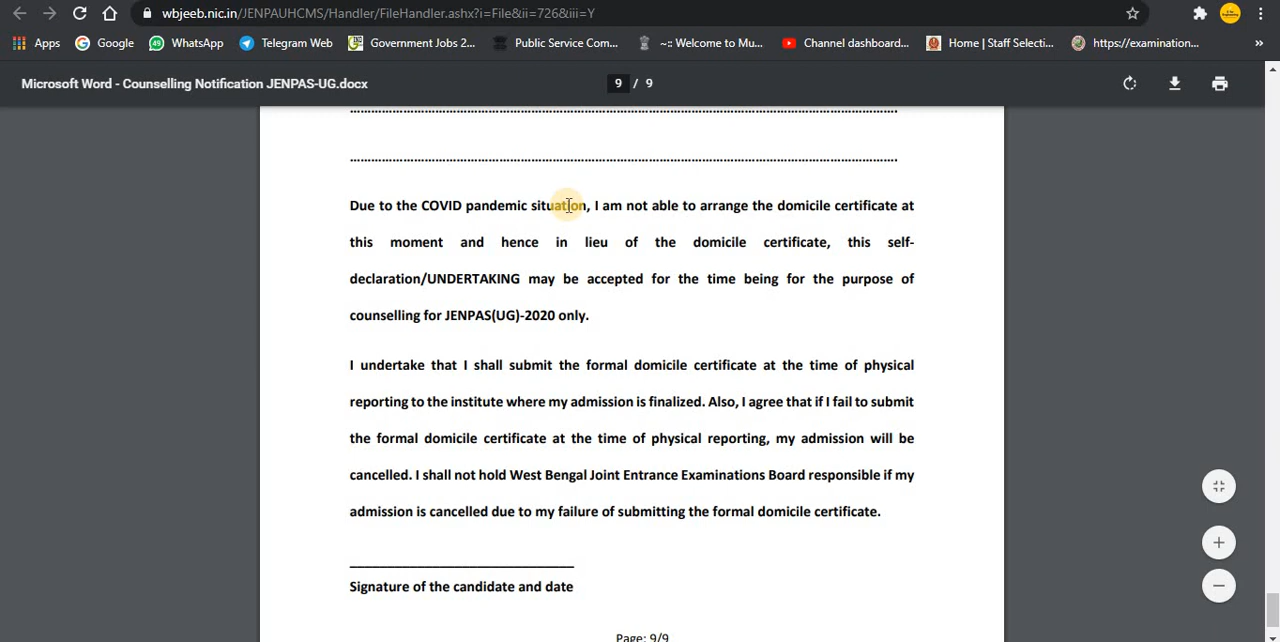 wbjeeb.nic.in/JENPAUHCMS/Handler/FileHandler.ashx?i=File&ii=726&iii=Y
Apps Google 49 WhatsApp Telegram Web Government Jobs 2... Public Service Com... ~:: Welcome to Mu... Channel dashboard... Home | Staff Selecti... https://examination... »
Microsoft Word - Counselling Notification JENPAS-UG.docx 9 / 9
Due to the COVID pandemic situation, I am not able to arrange the domicile certificate at
this moment and hence in lieu of the domicile certificate, this self-
declaration/UNDERTAKING may be accepted for the time being for the purpose of
counselling for JENPAS(UG)-2020 only.
I undertake that I shall submit the formal domicile certificate at the time of physical
reporting to the institute where my admission is finalized. Also, I agree that if I fail to submit
the formal domicile certificate at the time of physical reporting, my admission will be
cancelled. I shall not hold West Bengal Joint Entrance Examinations Board responsible if my
admission is cancelled due to my failure of submitting the formal domicile certificate.
Signature of the candidate and date
Page: 9/9